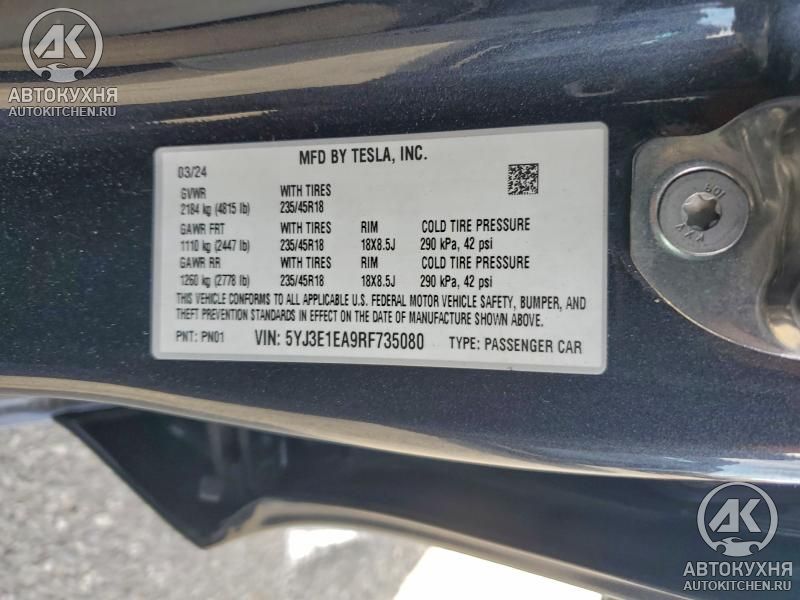 AK
АВТОКУХНЯ
AUTOKITCHEN.RU
MFD BY TESLA, INC.
03/24
GVWR WITH TIRES
2184 kg (4815 lb) 235/45R18
GAWR FRT WITH TIRES RIM COLD TIRE PRESSURE
1110 kg (2447 lb) 235/45R18 18X8.5J 290 kPa, 42 psi
GAWR RR WITH TIRES RIM COLD TIRE PRESSURE
1260 kg (2778 lb) 235/45R18 18X8.5J 290 kPa, 42 psi
THIS VEHICLE CONFORMS TO ALL APPLICABLE U.S. FEDERAL MOTOR VEHICLE SAFETY, BUMPER, AND
THEFT PREVENTION STANDARDS IN EFFECT ON THE DATE OF MANUFACTURE SHOWN ABOVE.
PNT: PN01 VIN: 5YJ3E1EA9RF735080 TYPE: PASSENGER CAR
AK
АВТОКУХНЯ
AUTOKITCHEN.RU